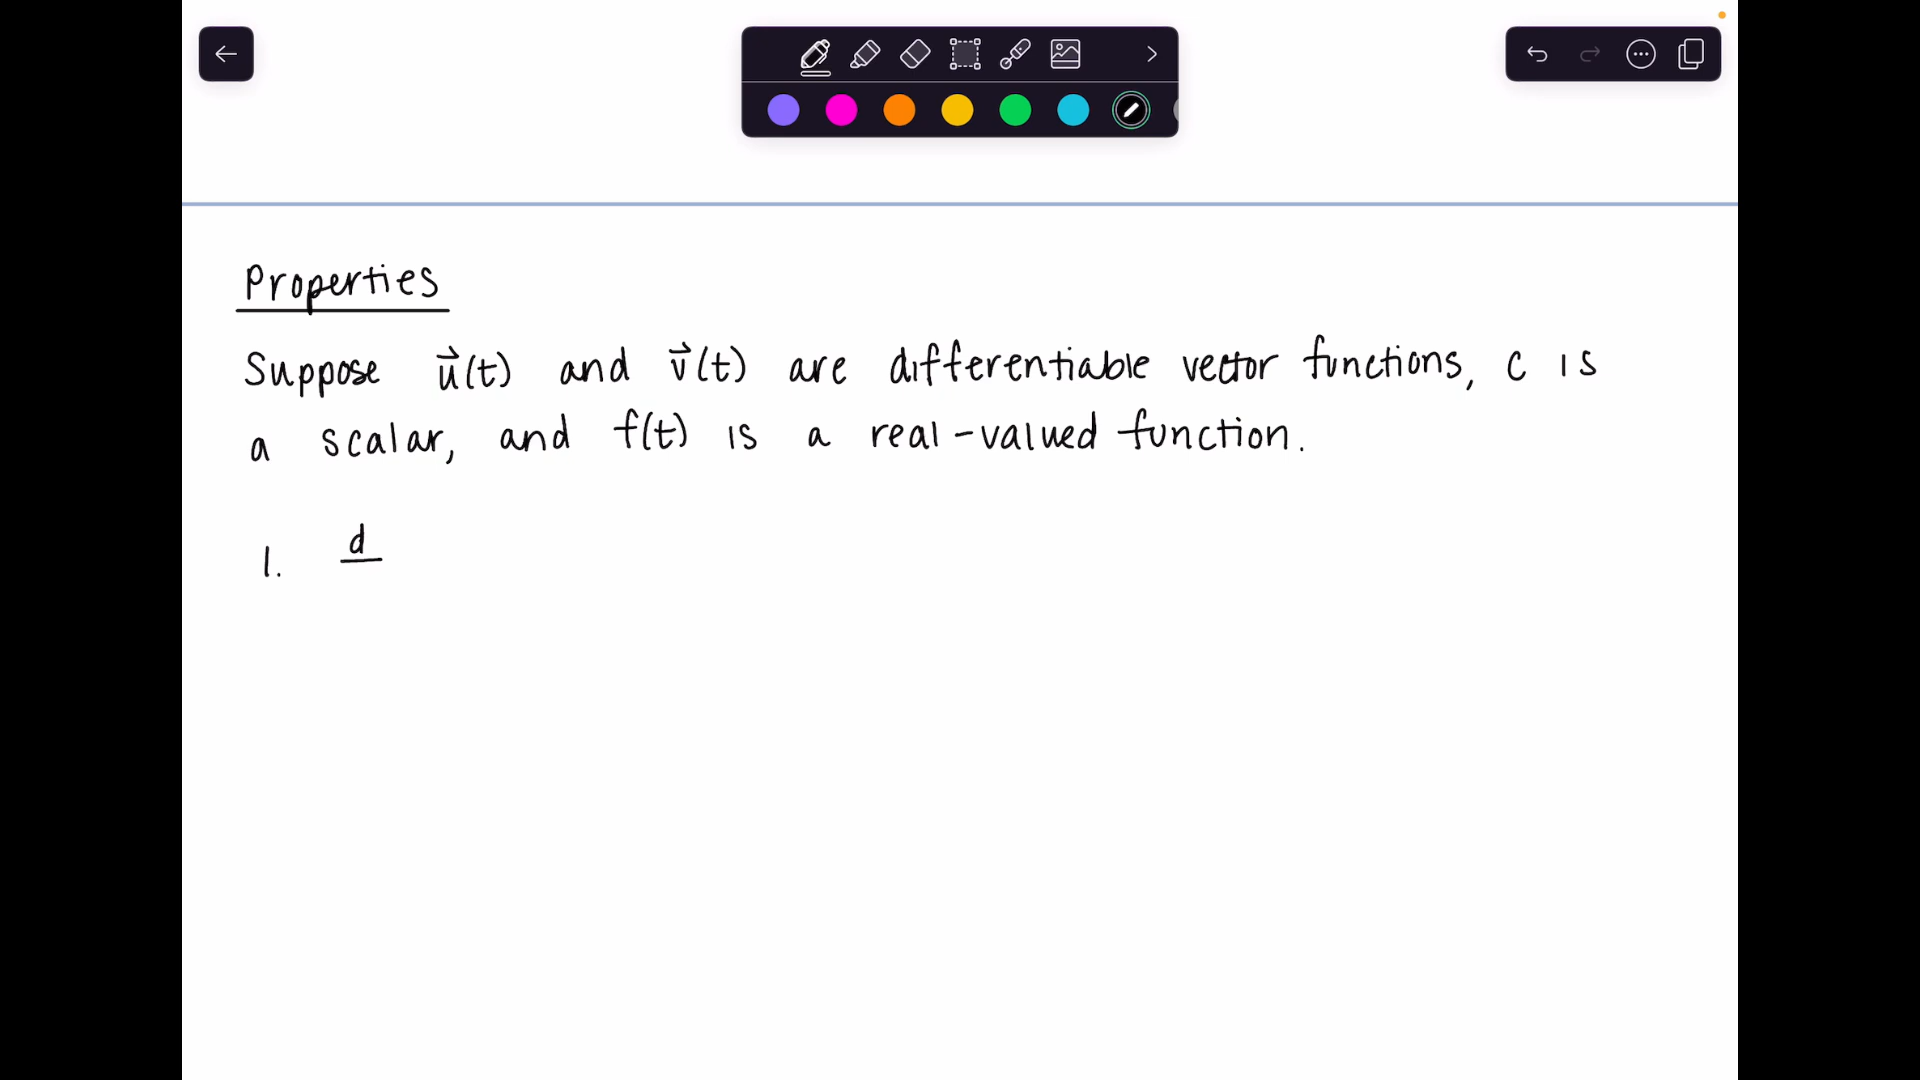 Properties
Suppose u⃗(t) and v⃗(t) are differentiable vector functions, c is
a scalar, and f(t) is a real-valued function.
1. d